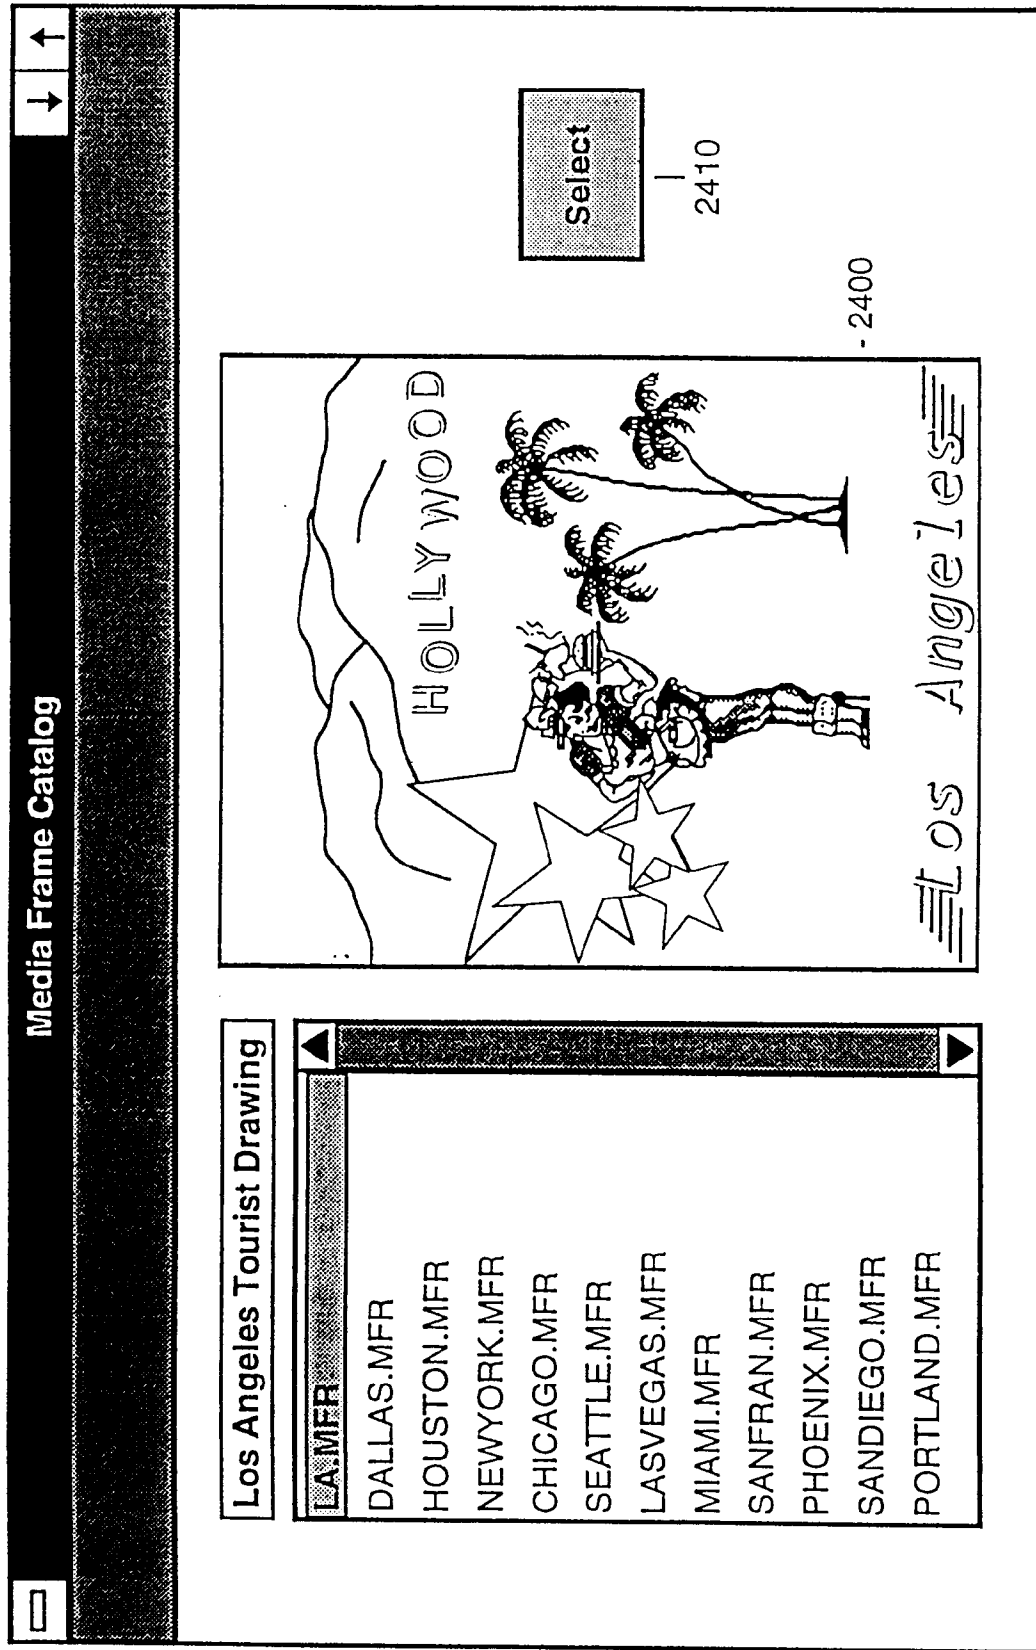 Media Frame Catalog
Los Angeles Tourist Drawing
LA.MFR
DALLAS.MFR
HOUSTON.MFR
NEWYORK.MFR
CHICAGO.MFR
SEATTLE.MFR
LASVEGAS.MFR
MIAMI.MFR
SANFRAN.MFR
PHOENIX.MFR
SANDIEGO.MFR
PORTLAND.MFR
HOLLYWOOD
Los Angeles
2400
Select
2410